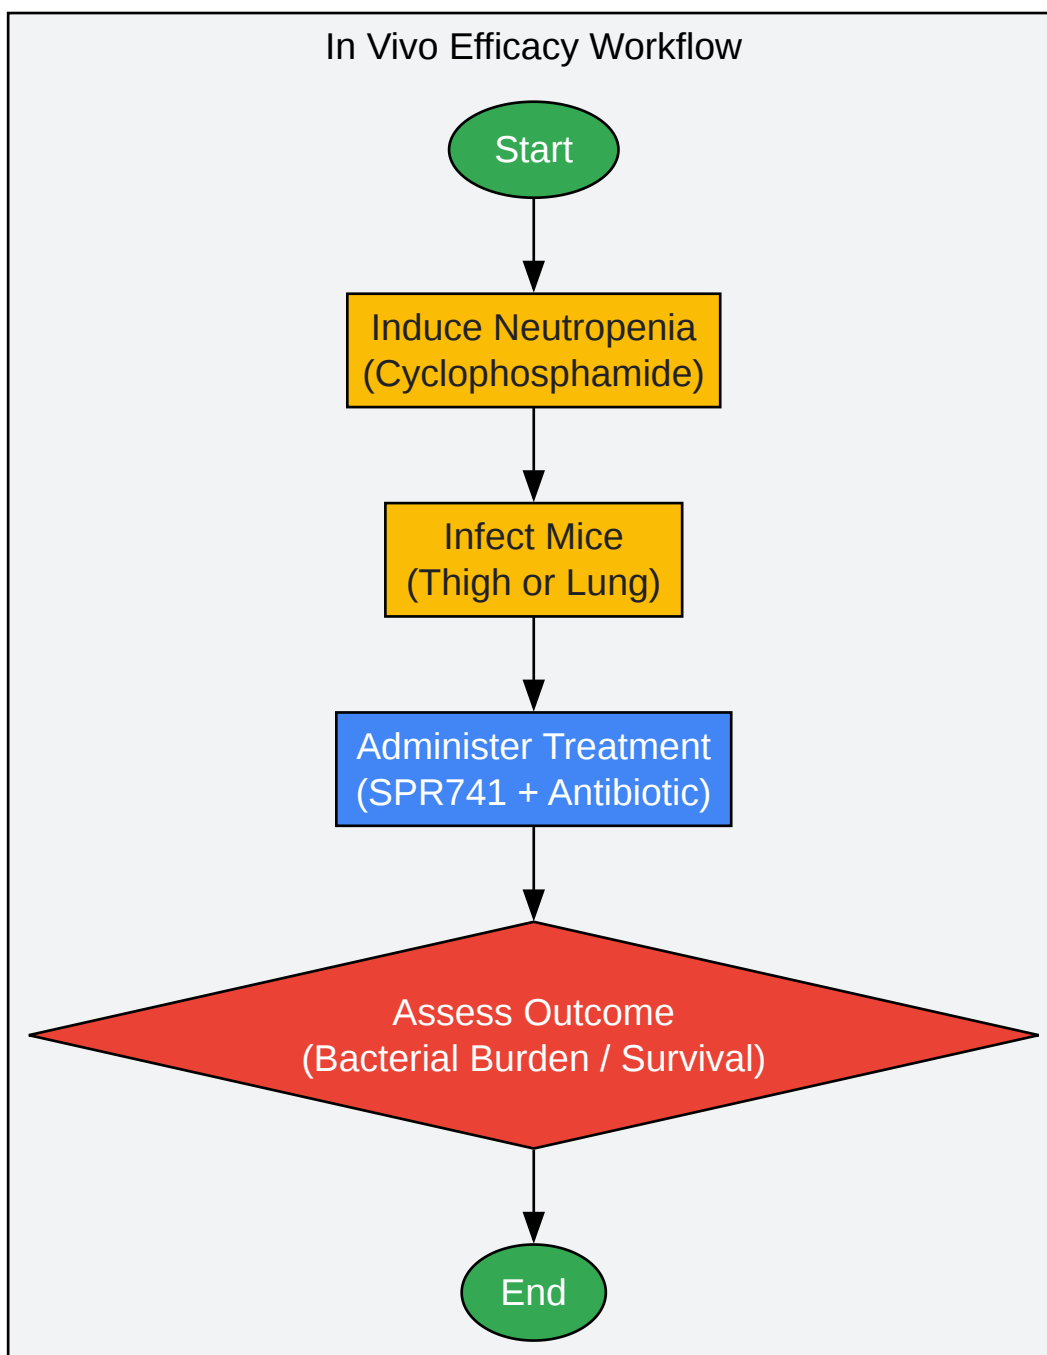 In Vivo Efficacy Workflow
Start
Induce Neutropenia
(Cyclophosphamide)
Infect Mice
(Thigh or Lung)
Administer Treatment
(SPR741 + Antibiotic)
Assess Outcome
(Bacterial Burden / Survival)
End